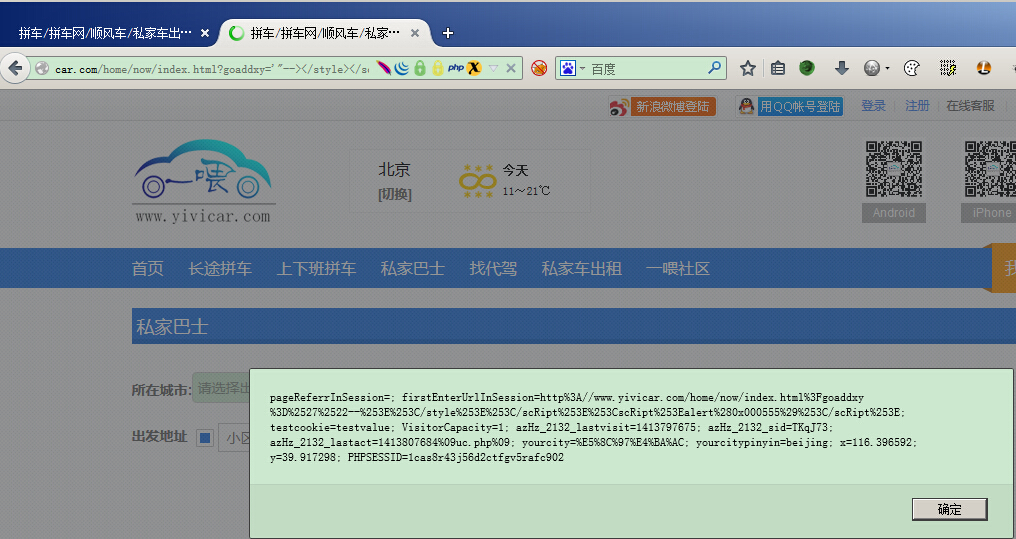 拼车/拼车网/顺风车/私家车出…
拼车/拼车网/顺风车/私家…
car.com/home/now/index.html?goaddxy='"--></style></sc
php
百度
新浪微博登陆
用QQ帐号登陆
登录
注册
在线客服
一喂
www.yivicar.com
北京
[切换]
今天
11～21℃
Android
iPhone
首页
长途拼车
上下班拼车
私家巴士
找代驾
私家车出租
一喂社区
我
私家巴士
所在城市:
请选择出
出发地址
小区
pageReferrInSession=; firstEnterUrlInSession=http%3A//www.yivicar.com/home/now/index.html%3Fgoaddxy
%3D%2527%2522--%253E%253C/style%253E%253C/scRipt%253E%253CscRipt%253Ealert%280x000555%29%253C/scRipt%253E;
testcookie=testvalue; VisitorCapacity=1; azHz_2132_lastvisit=1413797675; azHz_2132_sid=TKqJ73;
azHz_2132_lastact=1413807684%09uc.php%09; yourcity=%E5%8C%97%E4%BA%AC; yourcitypinyin=beijing; x=116.396592;
y=39.917298; PHPSESSID=1cas8r43j56d2ctfgv5rafc902
确定